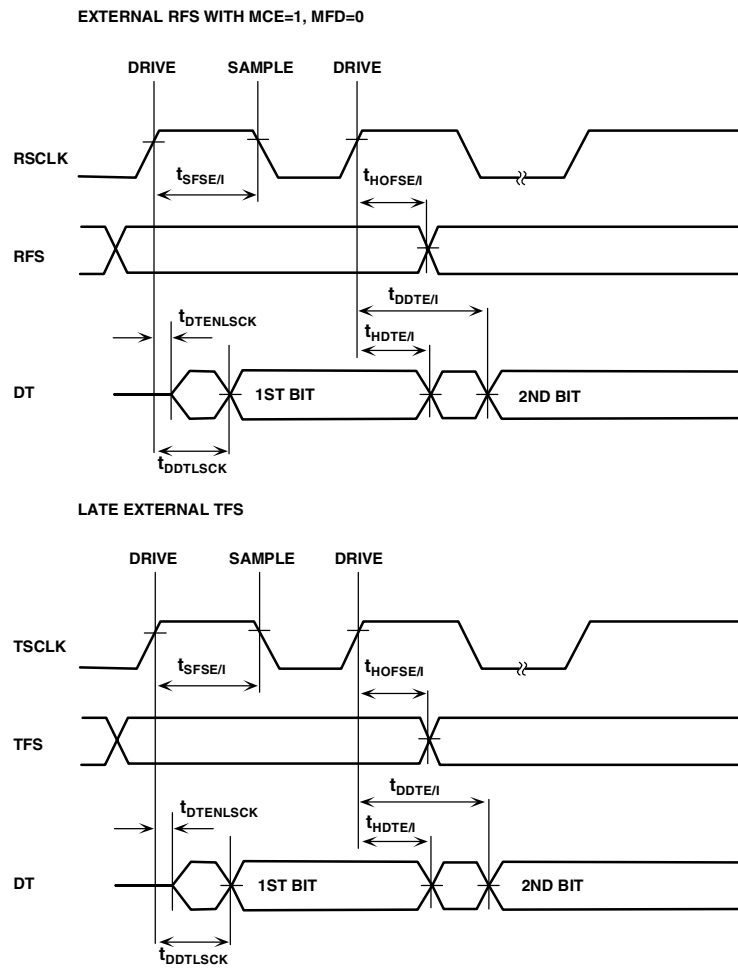 EXTERNAL RFS WITH MCE=1, MFD=0
DRIVE SAMPLE DRIVE
RSCLK
tSFSE/I
tHOFSE/I
RFS
tDDTE/I
tDTENLSCK
tHDTE/I
DT
1ST BIT
2ND BIT
tDDTLSCK
LATE EXTERNAL TFS
DRIVE SAMPLE DRIVE
TSCLK
tSFSE/I
tHOFSE/I
TFS
tDDTE/I
tDTENLSCK
tHDTE/I
DT
1ST BIT
2ND BIT
tDDTLSCK